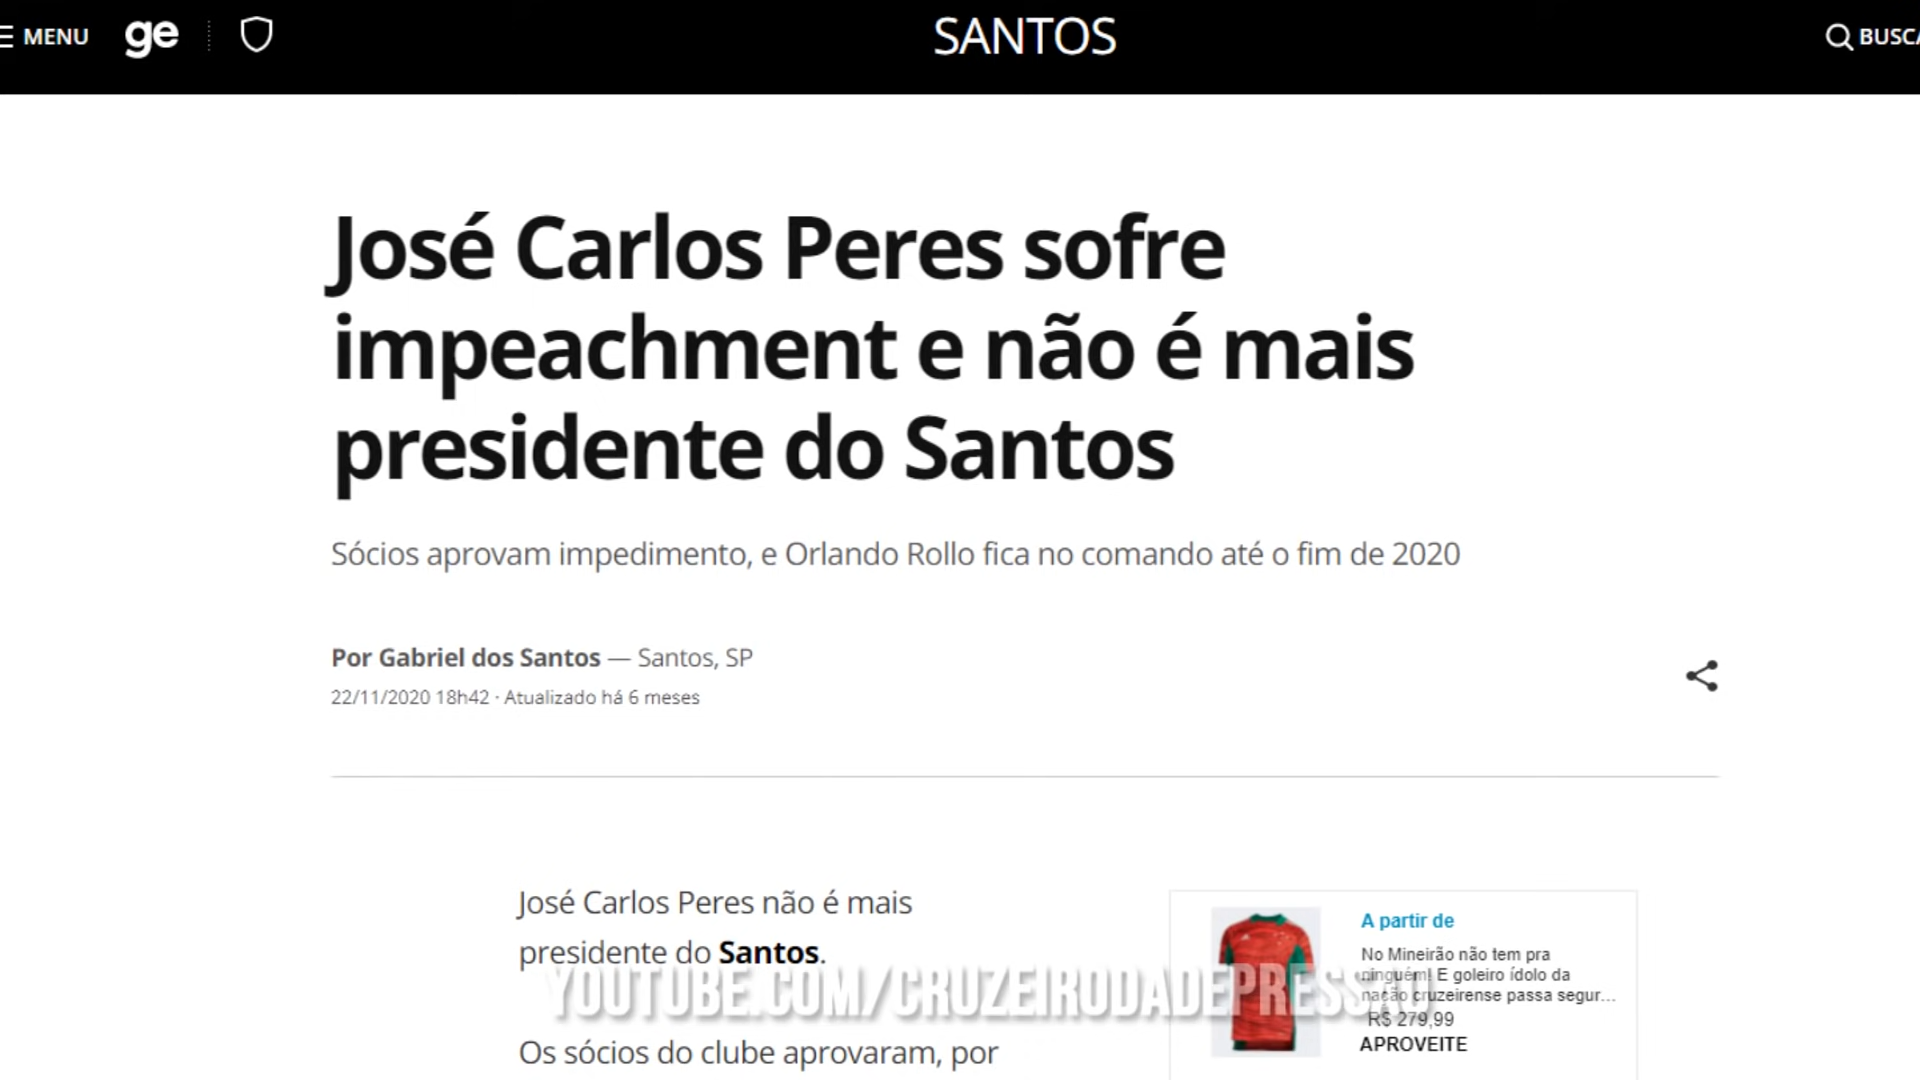 MENU
ge
SANTOS
BUSCA
José Carlos Peres sofre
impeachment e não é mais
presidente do Santos
Sócios aprovam impedimento, e Orlando Rollo fica no comando até o fim de 2020
Por Gabriel dos Santos — Santos, SP
22/11/2020 18h42 · Atualizado há 6 meses
José Carlos Peres não é mais
presidente do Santos.
Os sócios do clube aprovaram, por
A partir de
No Mineirão não tem pra
ninguém! E goleiro ídolo da
nação cruzeirense passa segur...
R$ 279,99
APROVEITE
YOUTUBE.COM/CRUZEIRODADEPRESSAO